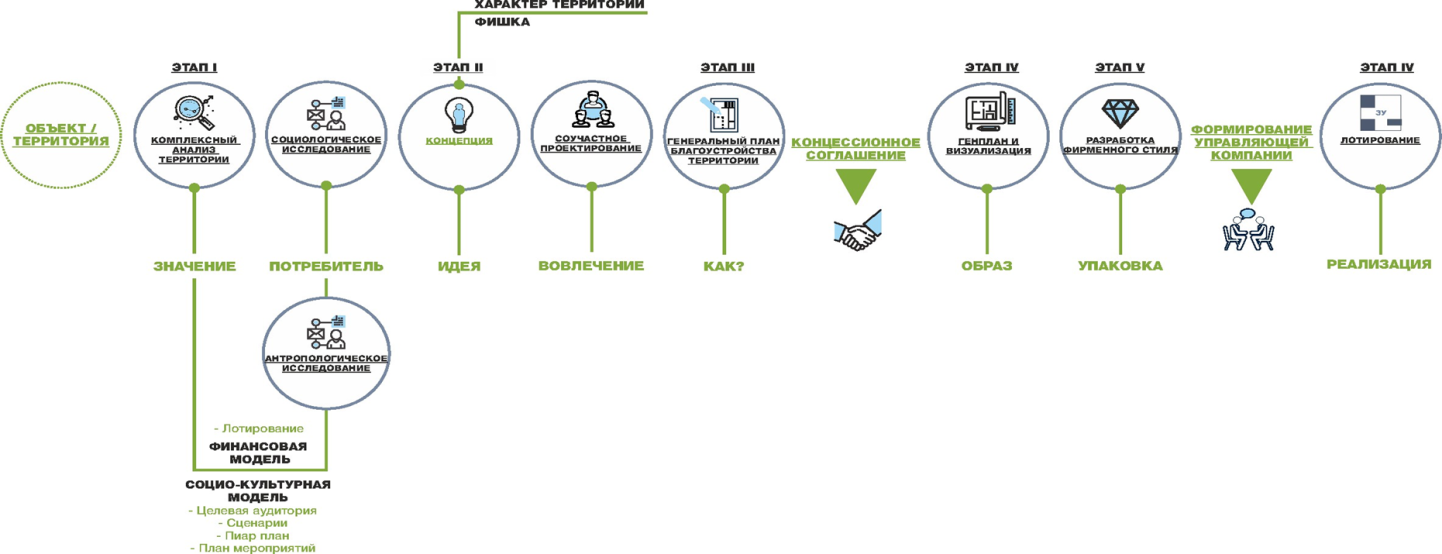 ХАРАКТЕР ТЕРРИТОРИИ
ФИШКА
ЭТАП I
ЭТАП II
ЭТАП III
ЭТАП IV
ЭТАП V
ЭТАП IV
ОБЪЕКТ /
ТЕРРИТОРИЯ
КОМПЛЕКСНЫЙ
АНАЛИЗ
ТЕРРИТОРИИ
СОЦИОЛОГИЧЕСКОЕ
ИССЛЕДОВАНИЕ
КОНЦЕПЦИЯ
СОУЧАСТНОЕ
ПРОЕКТИРОВАНИЕ
ГЕНЕРАЛЬНЫЙ ПЛАН
БЛАГОУСТРОЙСТВА
ТЕРРИТОРИИ
КОНЦЕССИОННОЕ
СОГЛАШЕНИЕ
ГЕНПЛАН И
ВИЗУАЛИЗАЦИЯ
РАЗРАБОТКА
ФИРМЕННОГО СТИЛЯ
ФОРМИРОВАНИЕ
УПРАВЛЯЮЩЕЙ
КОМПАНИИ
ЗУ
ЛОТИРОВАНИЕ
ЗНАЧЕНИЕ
ПОТРЕБИТЕЛЬ
ИДЕЯ
ВОВЛЕЧЕНИЕ
КАК?
ОБРАЗ
УПАКОВКА
РЕАЛИЗАЦИЯ
АНТРОПОЛОГИЧЕСКОЕ
ИССЛЕДОВАНИЕ
- Лотирование
ФИНАНСОВАЯ
МОДЕЛЬ
СОЦИО-КУЛЬТУРНАЯ
МОДЕЛЬ
- Целевая аудитория
- Сценарии
- Пиар план
- План мероприятий